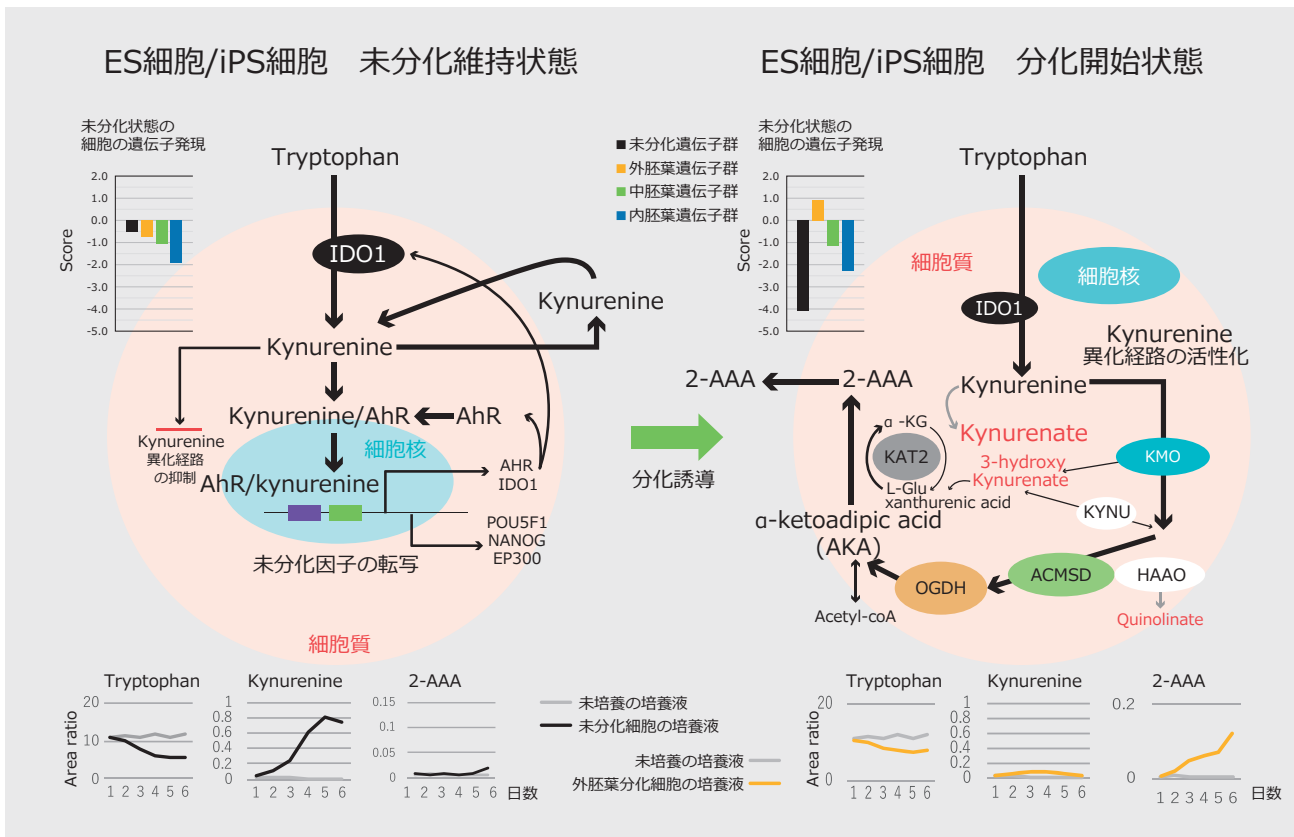 ES細胞/iPS細胞　未分化維持状態
未分化状態の
細胞の遺伝子発現
Score
2.0
1.0
0.0
-1.0
-2.0
-3.0
-4.0
-5.0
Tryptophan
IDO1
Kynurenine
Kynurenine
Kynurenine
異化経路
の抑制
Kynurenine/AhR
AhR
細胞核
AhR/kynurenine
AHR
IDO1
POU5F1
NANOG
EP300
未分化因子の転写
細胞質
■未分化遺伝子群
■外胚葉遺伝子群
■中胚葉遺伝子群
■内胚葉遺伝子群
分化誘導
ES細胞/iPS細胞　分化開始状態
未分化状態の
細胞の遺伝子発現
Score
2.0
1.0
0.0
-1.0
-2.0
-3.0
-4.0
-5.0
Tryptophan
細胞質
細胞核
IDO1
Kynurenine
異化経路の活性化
2-AAA
2-AAA
Kynurenine
α -KG
Kynurenate
KAT2
3-hydroxy
Kynurenate
KMO
L-Glu
xanthurenic acid
KYNU
α-ketoadipic acid
(AKA)
OGDH
ACMSD
HAAO
Acetyl-coA
Quinolinate
Tryptophan
Area ratio
20
10
0
1 2 3 4 5 6
Kynurenine
1
0.8
0.6
0.4
0.2
0
1 2 3 4 5 6
2-AAA
0.15
0.1
0.05
0
1 2 3 4 5 6
日数
未培養の培養液
未分化細胞の培養液
未培養の培養液
外胚葉分化細胞の培養液
Tryptophan
Area ratio
20
0
1 2 3 4 5 6
Kynurenine
1
0.8
0.6
0.4
0.2
0
1 2 3 4 5 6
2-AAA
0.2
0
1 2 3 4 5 6
日数